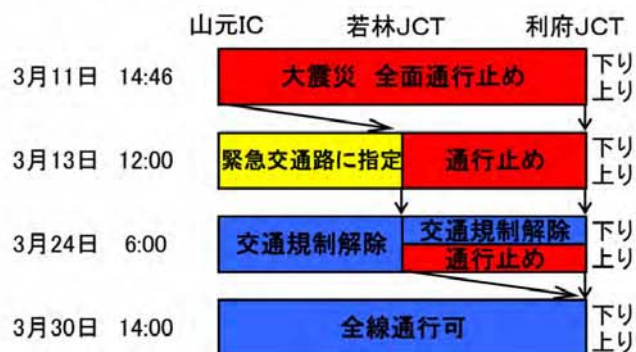 山元IC 若林JCT 利府JCT
3月11日 14:46 大震災 全面通行止め 下り
上り
3月13日 12:00 緊急交通路に指定 通行止め 下り
上り
3月24日 6:00 交通規制解除 交通規制解除 下り
通行止め 上り
3月30日 14:00 全線通行可 下り
上り